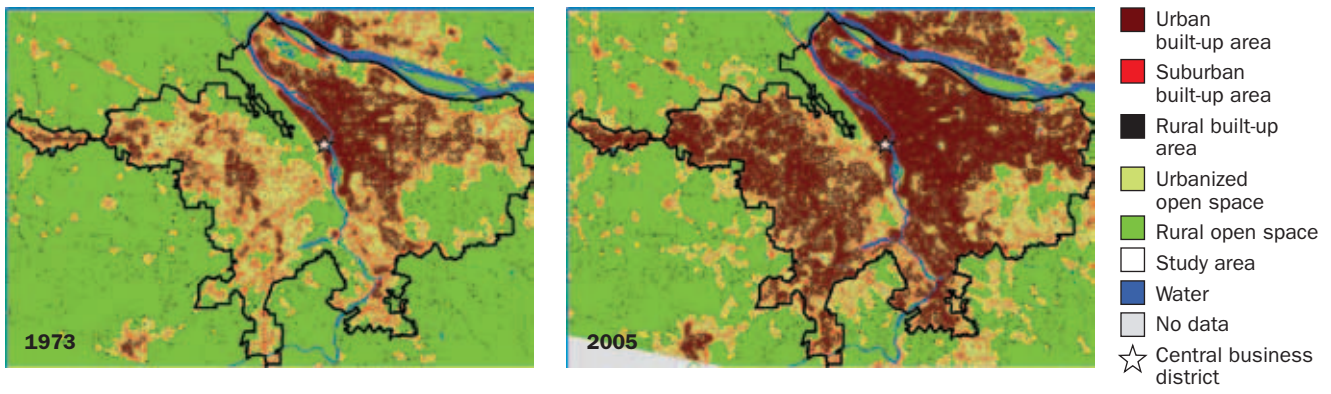 1973
2005
Urban
built-up area
Suburban
built-up area
Rural built-up
area
Urbanized
open space
Rural open space
Study area
Water
No data
Central business
district